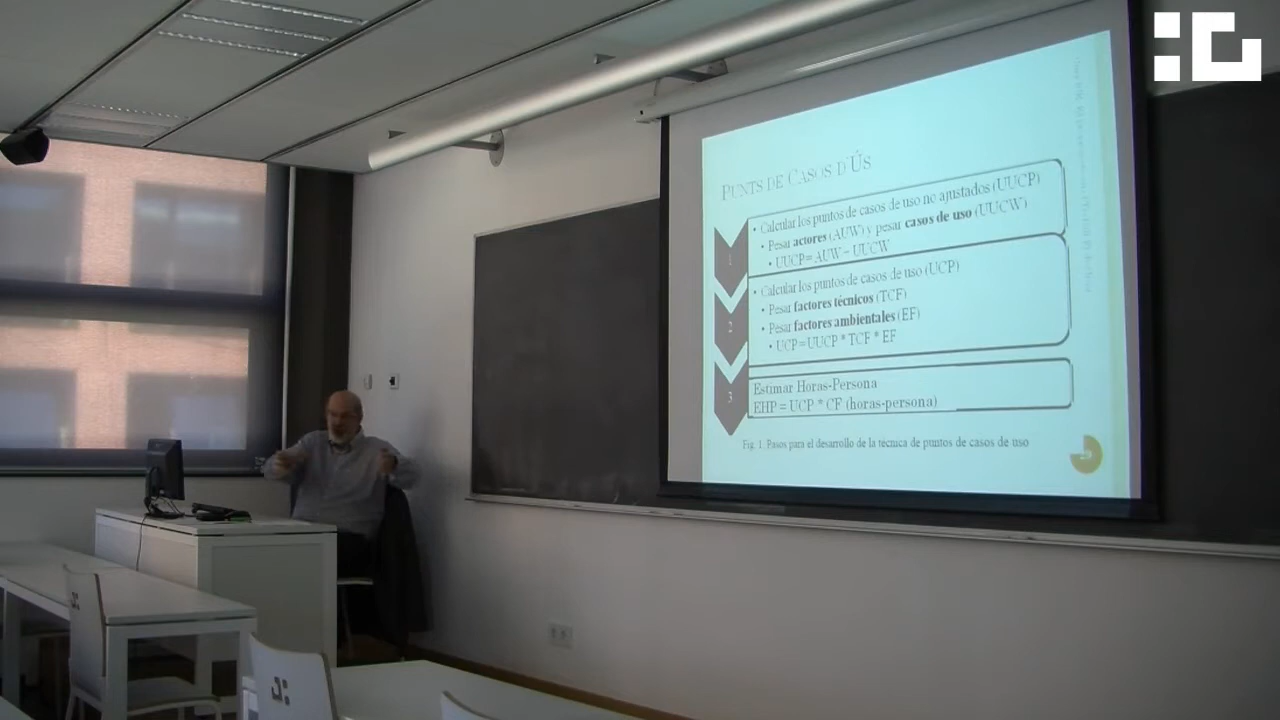 PUNTS DE CASOS D'ÚS
1
• Calcular los puntos de casos de uso no ajustados (UUCP)
• Pesar actores (AUW) y pesar casos de uso (UUCW)
• UUCP = AUW + UUCW
2
• Calcular los puntos de casos de uso (UCP)
• Pesar factores técnicos (TCF)
• Pesar factores ambientales (EF)
• UCP = UUCP * TCF * EF
3
Estimar Horas-Persona
EHP = UCP * CF (horas-persona)
Fig. 1. Pasos para el desarrollo de la técnica de puntos de casos de uso